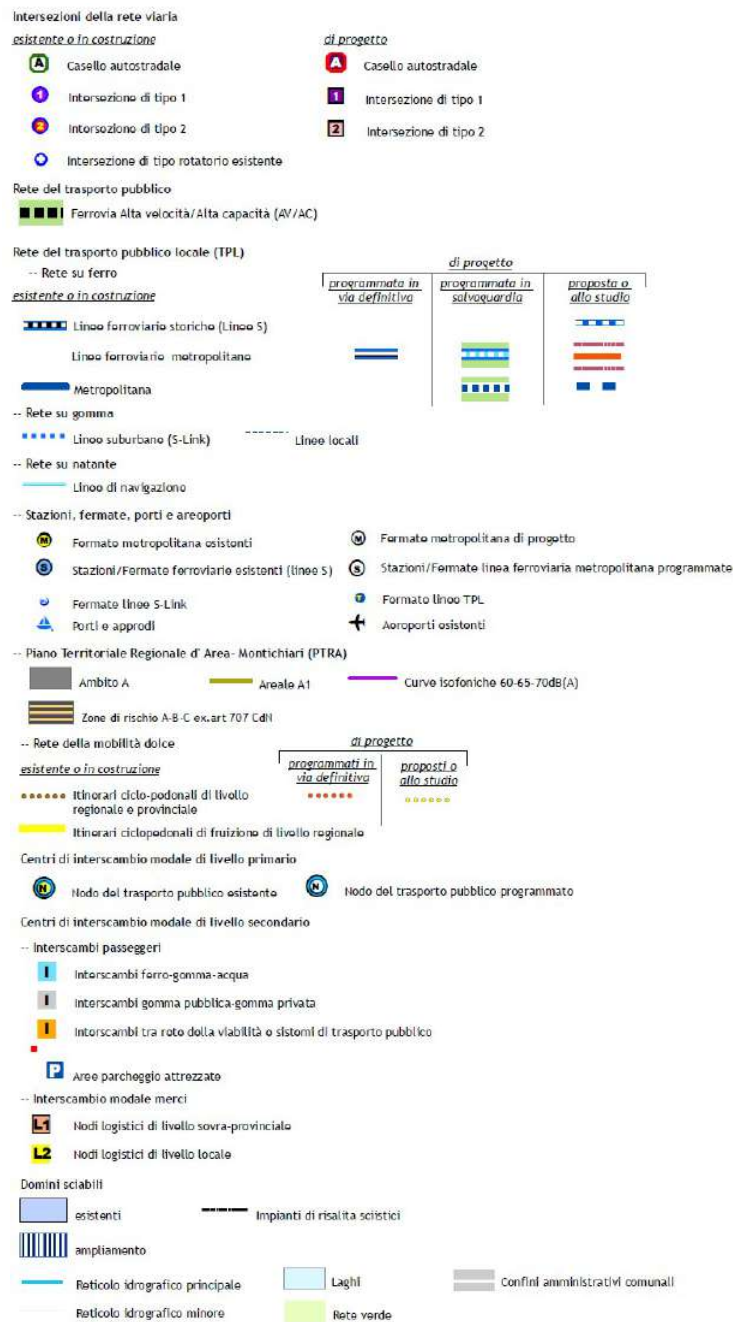 Intersezioni della rete viaria
esistente o in costruzione di progetto
A Casello autostradale A Casello autostradale
1 Intersezione di tipo 1 1 Intersezione di tipo 1
2 Intersezione di tipo 2 2 Intersezione di tipo 2
Intersezione di tipo rotatorio esistente
Rete del trasporto pubblico
Ferrovia Alta velocità/Alta capacità (AV/AC)
Rete del trasporto pubblico locale (TPL)
di progetto
-- Rete su ferro
esistente o in costruzione programmata in via definitiva programmata in salvaguardia proposta o allo studio
Linee ferroviarie storiche (Linee S)
Linee ferroviarie metropolitane
Metropolitana
-- Rete su gomma
Linee suburbane (S-Link) Linee locali
-- Rete su natante
Linee di navigazione
-- Stazioni, fermate, porti e areoporti
M Fermate metropolitana esistenti M Fermate metropolitana di progetto
S Stazioni/Fermate ferroviarie esistenti (linee S) S Stazioni/Fermate linea ferroviaria metropolitana programmate
Fermate linee S-Link T Fermate linee TPL
Porti e approdi Aeroporti esistenti
-- Piano Territoriale Regionale d' Area- Montichiari (PTRA)
Ambito A Areale A1 Curve isofoniche 60-65-70dB(A)
Zone di rischio A-B-C ex.art 707 CdN
-- Rete della mobilità dolce di progetto
esistente o in costruzione programmati in via definitiva proposti o allo studio
Itinerari ciclo-pedonali di livello
regionale e provinciale
Itinerari ciclopedonali di fruizione di livello regionale
Centri di interscambio modale di livello primario
N Nodo del trasporto pubblico esistente N Nodo del trasporto pubblico programmato
Centri di interscambio modale di livello secondario
-- Interscambi passeggeri
I Interscambi ferro-gomma-acqua
I Interscambi gomma pubblica-gomma privata
I Interscambi tra rete della viabilità e sistemi di trasporto pubblico
P Aree parcheggio attrezzate
-- Interscambio modale merci
L1 Nodi logistici di livello sovra-provinciale
L2 Nodi logistici di livello locale
Domini sciabili
esistenti Impianti di risalita sciistici
ampliamento
Reticolo idrografico principale Laghi Confini amministrativi comunali
Reticolo idrografico minore Rete verde